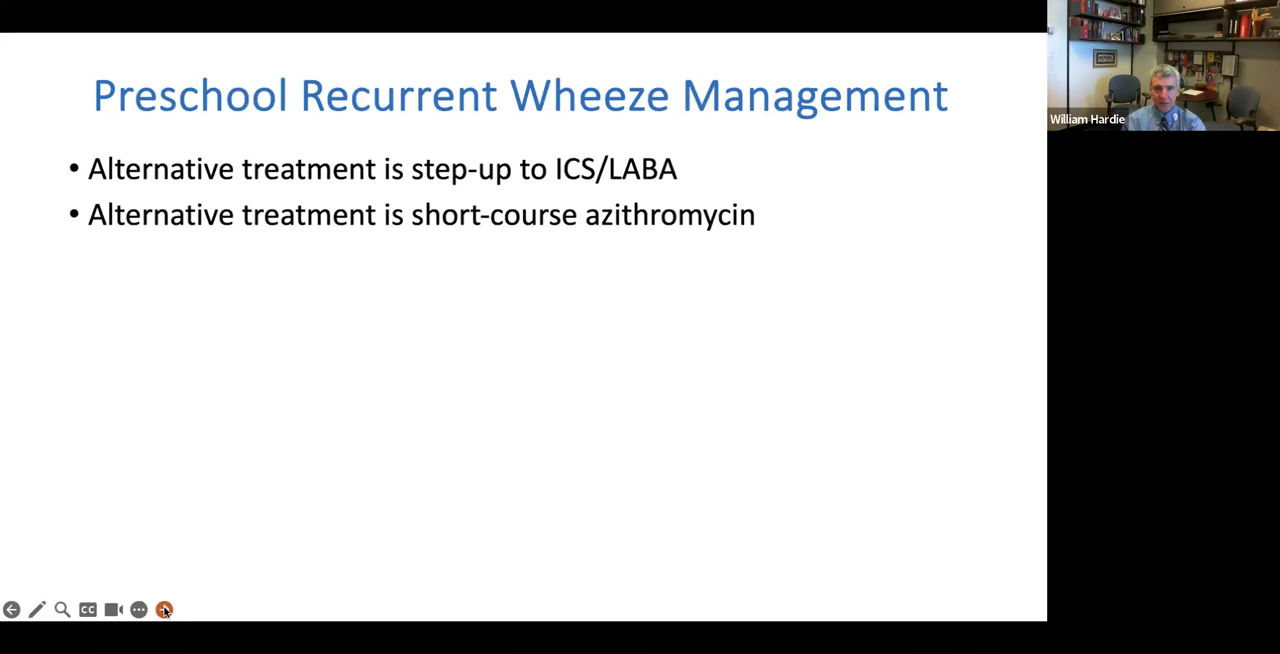 Preschool Recurrent Wheeze Management
• Alternative treatment is step-up to ICS/LABA
• Alternative treatment is short-course azithromycin
William Hardie
CC